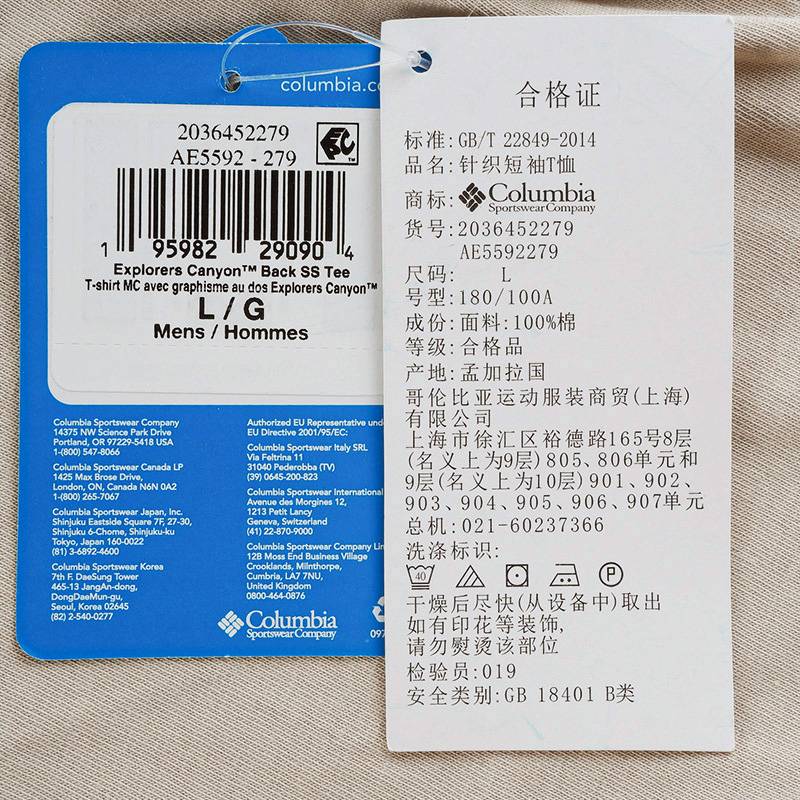 columbia.co
2036452279
AE5592 - 279
1 95982 29090 4
Explorers Canyon™ Back SS Tee
T-shirt MC avec graphisme au dos Explorers Canyon™
L / G
Mens / Hommes
Columbia Sportswear Company
14375 NW Science Park Drive
Portland, OR 97229-5418 USA
1-(800) 547-8066
Columbia Sportswear Canada LP
1425 Max Brose Drive,
London, ON, Canada N6N 0A2
1-(800) 265-7067
Columbia Sportswear Japan, Inc.
Shinjuku Eastside Square 7F, 27-30,
Shinjuku 6-Chome, Shinjuku-ku
Tokyo, Japan 160-0022
(81) 3-6892-4600
Columbia Sportswear Korea
7th F. DaeSung Tower
465-13 JangAn-dong,
DongDaeMun-gu,
Seoul, Korea 02645
(82) 2-540-0277
Authorized EU Representative und
EU Directive 2001/95/EC:
Columbia Sportswear Italy SRL
Via Feltrina 11
31040 Pederobba (TV)
(39) 0645-200-823
Columbia Sportswear International
Avenue des Morgines 12,
1213 Petit Lancy
Geneva, Switzerland
(41) 22-870-9000
Columbia Sportswear Company Lim
12B Moss End Business Village
Crooklands, Milnthorpe,
Cumbria, LA7 7NU,
United Kingdom
0800-464-0876
Columbia
Sportswear Company
097
合格证
标准:GB/T 22849-2014
品名:针织短袖T恤
商标:Columbia
Sportswear Company
货号:2036452279
AE5592279
尺码: L
号型:180/100A
成份:面料:100%棉
等级:合格品
产地:孟加拉国
哥伦比亚运动服装商贸(上海)
有限公司
上海市徐汇区裕德路165号8层
(名义上为9层)805、806单元和
9层(名义上为10层)901、902、
903、904、905、906、907单元
总机:021-60237366
洗涤标识:
40 P
干燥后尽快(从设备中)取出
如有印花等装饰,
请勿熨烫该部位
检验员:019
安全类别:GB 18401 B类